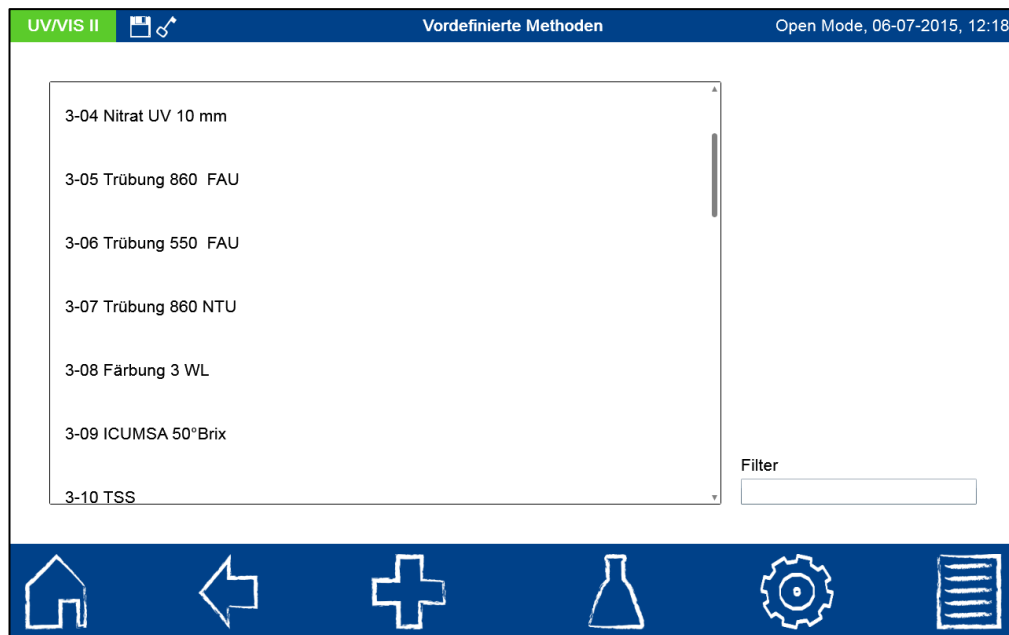 UV/VIS II Vordefinierte Methoden Open Mode, 06-07-2015, 12:18
3-04 Nitrat UV 10 mm
3-05 Trübung 860  FAU
3-06 Trübung 550  FAU
3-07 Trübung 860 NTU
3-08 Färbung 3 WL
3-09 ICUMSA 50°Brix
Filter
3-10 TSS